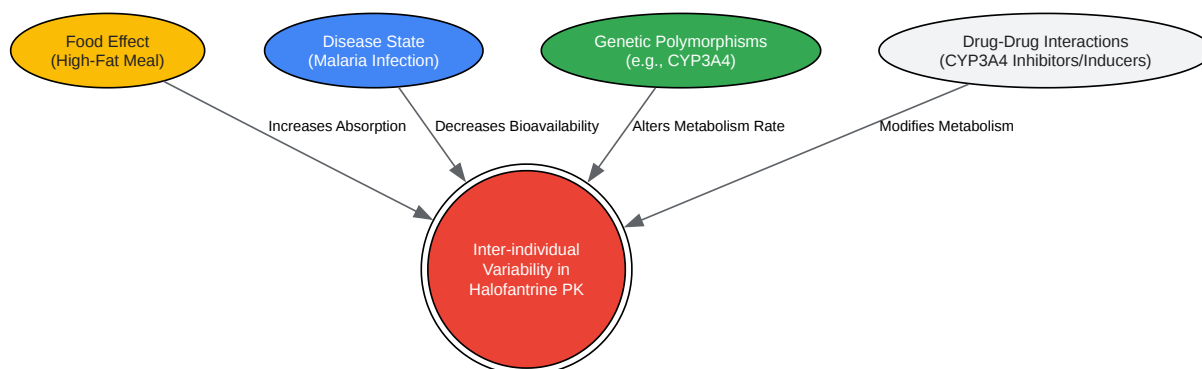 Food Effect
(High-Fat Meal)
Disease State
(Malaria Infection)
Genetic Polymorphisms
(e.g., CYP3A4)
Drug-Drug Interactions
(CYP3A4 Inhibitors/Inducers)
Increases Absorption
Decreases Bioavailability
Alters Metabolism Rate
Modifies Metabolism
Inter-individual
Variability in
Halofantrine PK